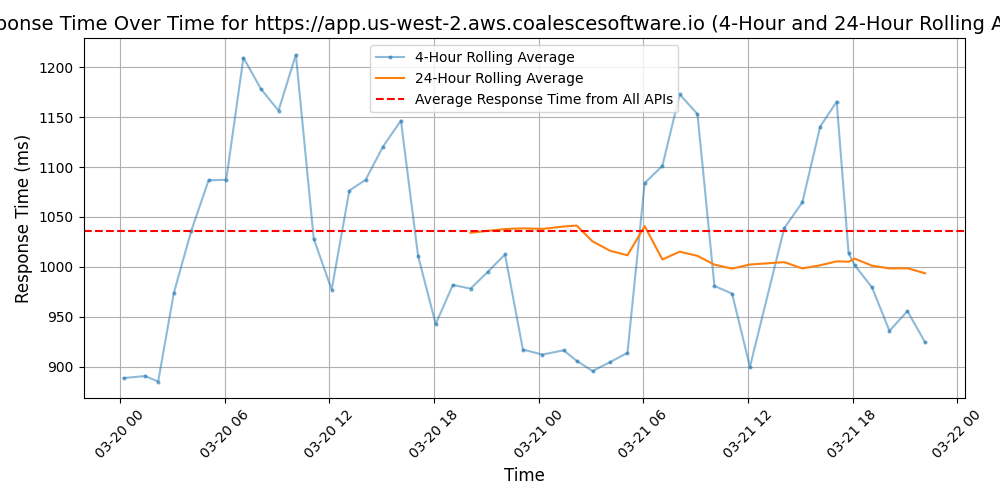 ponse Time Over Time for https://app.us-west-2.aws.coalescesoftware.io (4-Hour and 24-Hour Rolling A
4-Hour Rolling Average
24-Hour Rolling Average
Average Response Time from All APIs
Response Time (ms)
1200
1150
1100
1050
1000
950
900
03-20 00
03-20 06
03-20 12
03-20 18
03-21 00
03-21 06
03-21 12
03-21 18
03-22 00
Time